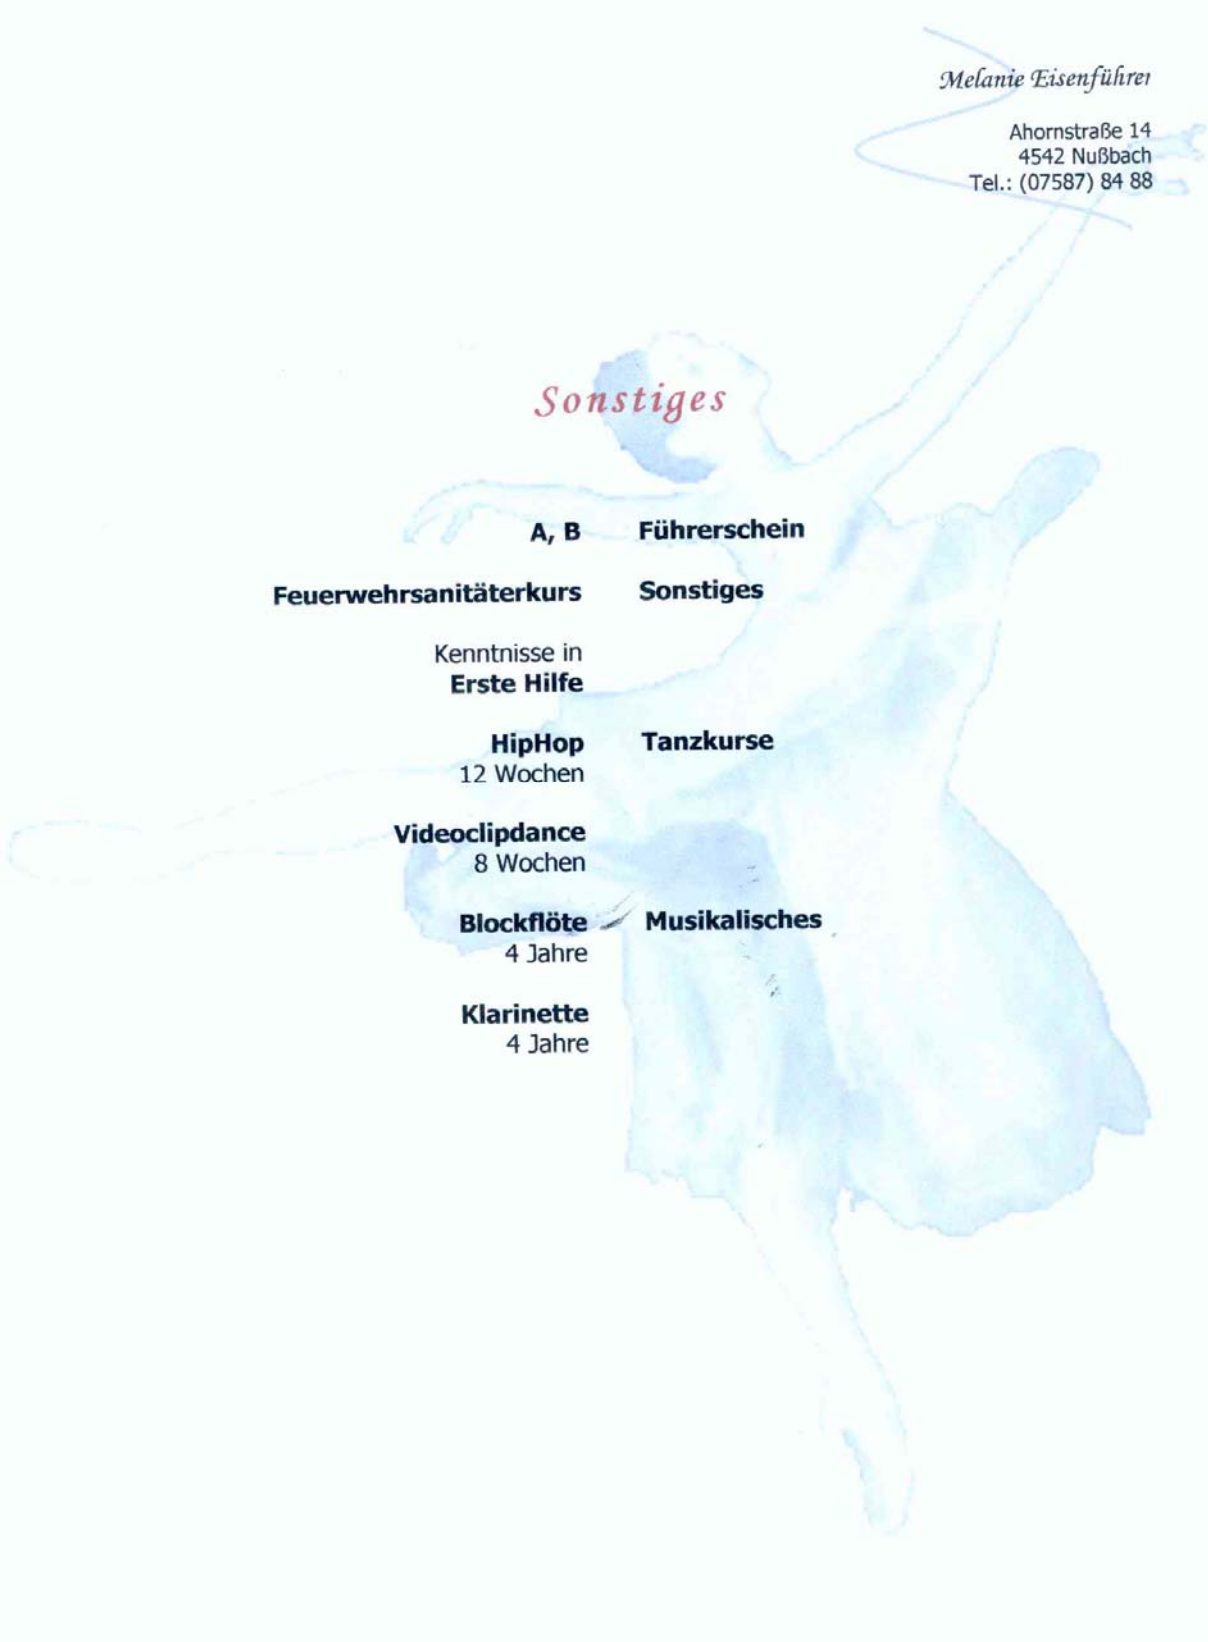 Melanie Eisenführer
Ahornstraße 14
4542 Nußbach
Tel.: (07587) 84 88
Sonstiges
A, B Führerschein
Feuerwehrsanitäterkurs Sonstiges
Kenntnisse in
Erste Hilfe
HipHop Tanzkurse
12 Wochen
Videoclipdance
8 Wochen
Blockflöte Musikalisches
4 Jahre
Klarinette
4 Jahre